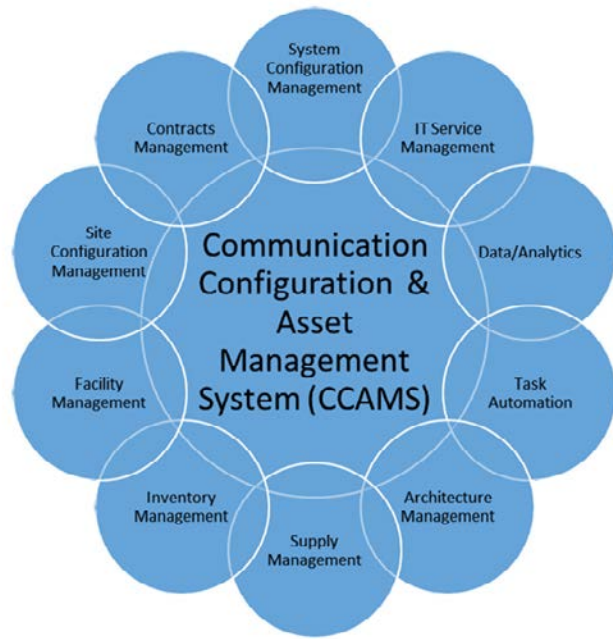 System
Configuration
Management
IT Service
Management
Data/Analytics
Task
Automation
Architecture
Management
Supply
Management
Inventory
Management
Facility
Management
Site
Configuration
Management
Contracts
Management
Communication
Configuration &
Asset
Management
System (CCAMS)